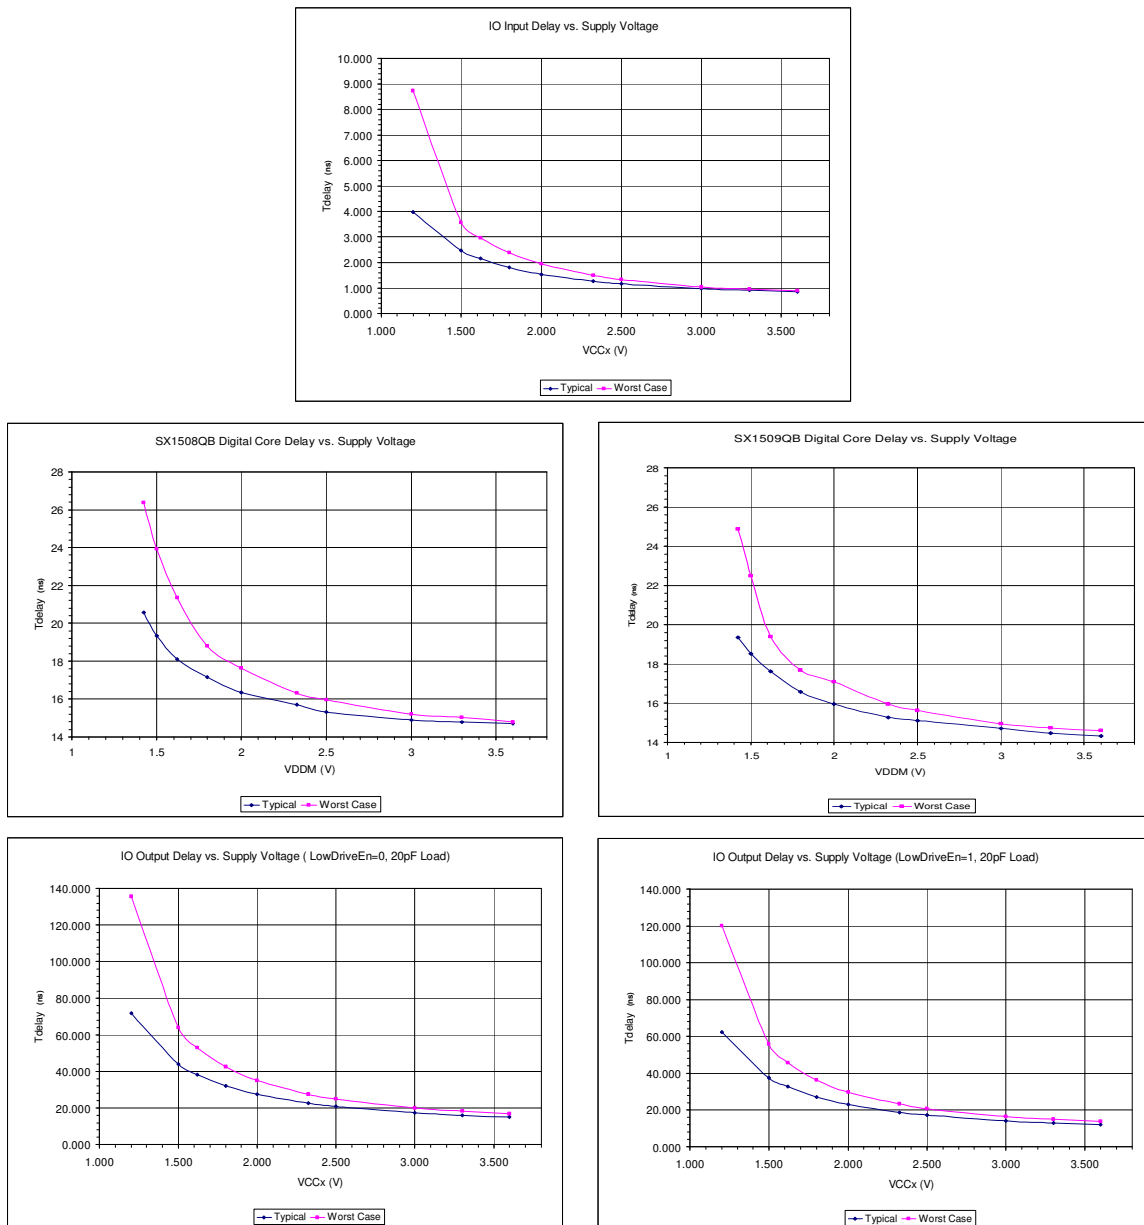 IO Input Delay vs. Supply Voltage
10.000
9.000
8.000
7.000
6.000
5.000
4.000
3.000
2.000
1.000
0.000
Tdelay (ns)
1.000 1.500 2.000 2.500 3.000 3.500
VCCx (V)
Typical Worst Case
SX1508QB Digital Core Delay vs. Supply Voltage
28
26
24
22
20
18
16
14
Tdelay (ns)
1 1.5 2 2.5 3 3.5
VDDM (V)
Typical Worst Case
SX1509QB Digital Core Delay vs. Supply Voltage
28
26
24
22
20
18
16
14
Tdelay (ns)
1 1.5 2 2.5 3 3.5
VDDM (V)
Typical Worst Case
IO Output Delay vs. Supply Voltage ( LowDriveEn=0, 20pF Load)
140.000
120.000
100.000
80.000
60.000
40.000
20.000
0.000
Tdelay (ns)
1.000 1.500 2.000 2.500 3.000 3.500
VCCx (V)
Typical Worst Case
IO Output Delay vs. Supply Voltage (LowDriveEn=1, 20pF Load)
140.000
120.000
100.000
80.000
60.000
40.000
20.000
0.000
Tdelay (ns)
1.000 1.500 2.000 2.500 3.000 3.500
VCCx (V)
Typical Worst Case